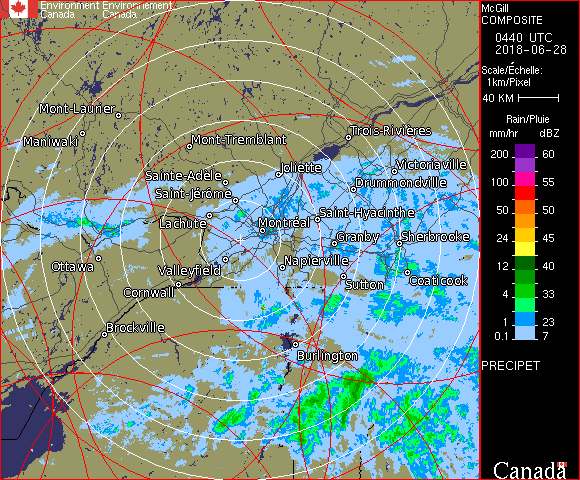 Environment Environnement
Canada Canada
Mont-Laurier
Maniwaki
Mont-Tremblant
Trois-Rivières
Sainte-Adèle
Joliette
Victoriaville
Saint-Jérôme
Drummondville
Lachute
Montréal
Saint-Hyacinthe
Granby
Sherbrooke
Ottawa
Valleyfield
Napierville
Cornwall
Sutton
Coaticook
Brockville
Burlington
McGill
COMPOSITE
0440 UTC
2018-06-28
Scale/Échelle:
1km/Pixel
40 KM
Rain/Pluie
mm/hr dBZ
200 60
100 55
50 50
24 45
12 40
4 33
1 23
0.1 7
PRECIPET
Canada